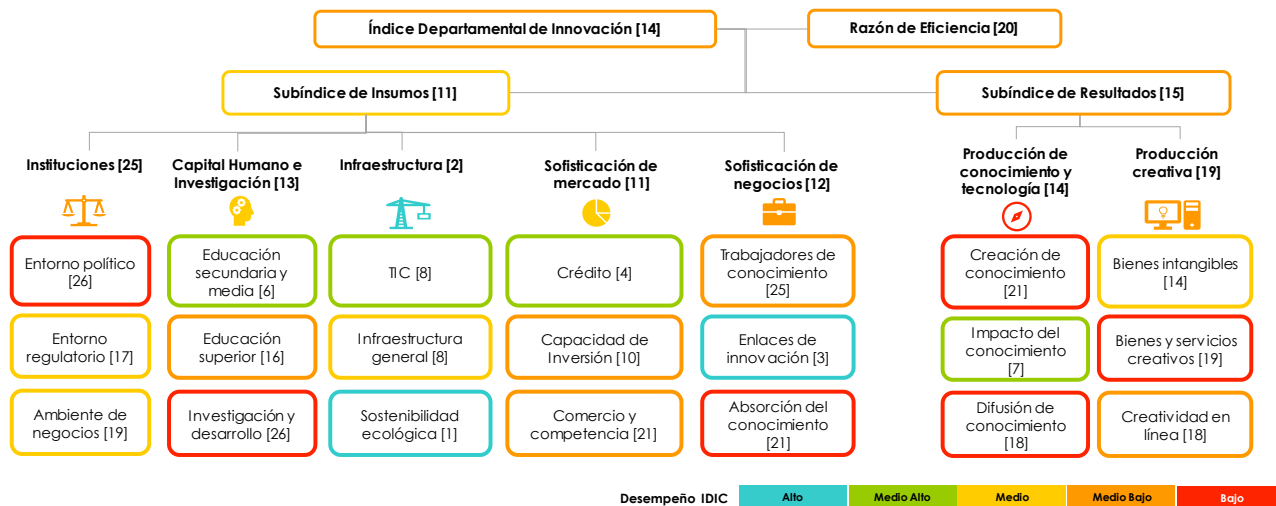 Índice Departamental de Innovación [14]
Razón de Eficiencia [20]
Subíndice de Insumos [11]
Subíndice de Resultados [15]
Instituciones [25]
Capital Humano e
Investigación [13]
Infraestructura [2]
Sofisticación de
mercado [11]
Sofisticación de
negocios [12]
Producción de
conocimiento y
tecnología [14]
Producción
creativa [19]
Entorno político
[26]
Educación
secundaria y
media [6]
TIC [8]
Crédito [4]
Trabajadores de
conocimiento
[25]
Creación de
conocimiento
[21]
Bienes intangibles
[14]
Entorno
regulatorio [17]
Educación
superior [16]
Infraestructura
general [8]
Capacidad de
Inversión [10]
Enlaces de
innovación [3]
Impacto del
conocimiento
[7]
Bienes y servicios
creativos [19]
Ambiente de
negocios [19]
Investigación y
desarrollo [26]
Sostenibilidad
ecológica [1]
Comercio y
competencia [21]
Absorción del
conocimiento
[21]
Difusión de
conocimiento
[18]
Creatividad en
línea [18]
Desempeño IDIC Alto Medio Alto Medio Medio Bajo Bajo